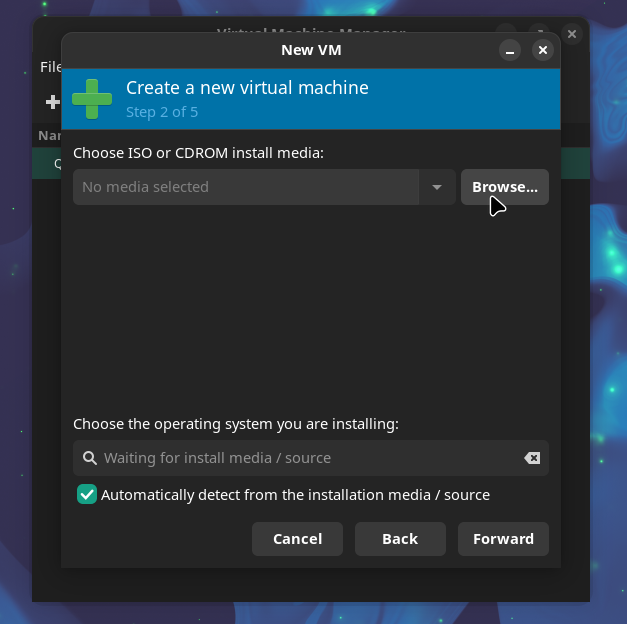 Virtual Machine Manager
New VM
File
Create a new virtual machine
Step 2 of 5
Choose ISO or CDROM install media:
No media selected
Browse...
Choose the operating system you are installing:
Waiting for install media / source
Automatically detect from the installation media / source
Cancel Back Forward